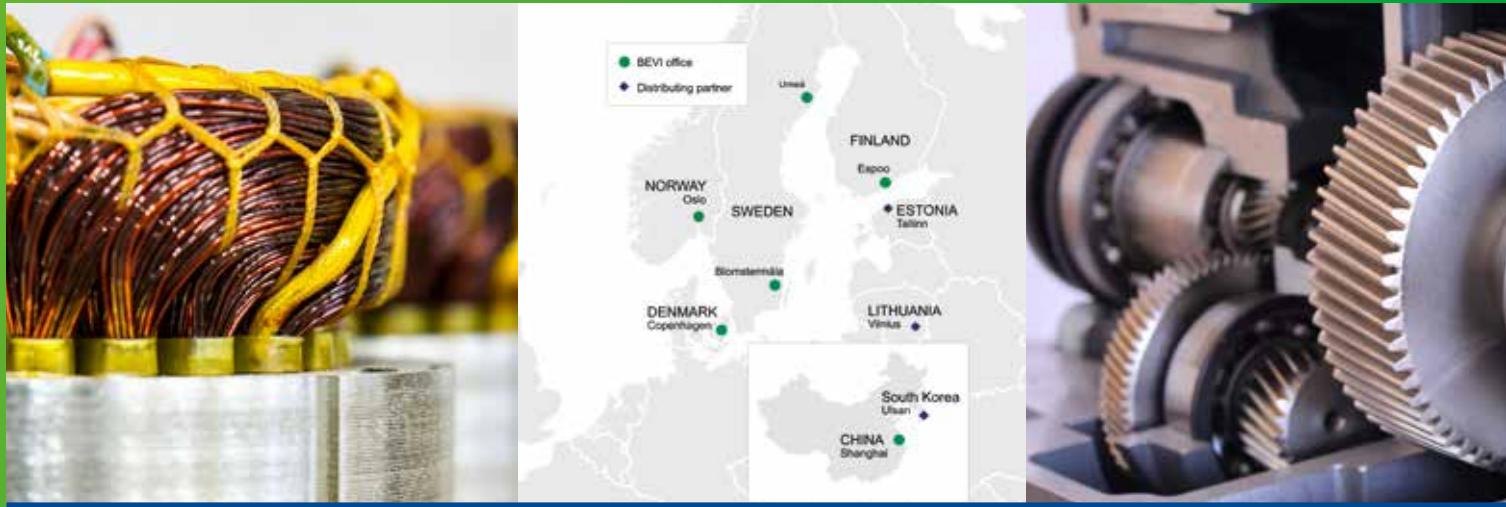 BEVI office
Distributing partner
Umeå
FINLAND
Espoo
NORWAY
Oslo
SWEDEN
ESTONIA
Tallinn
Blomstermåla
DENMARK
Copenhagen
LITHUANIA
Vilnius
South Korea
Ulsan
CHINA
Shanghai